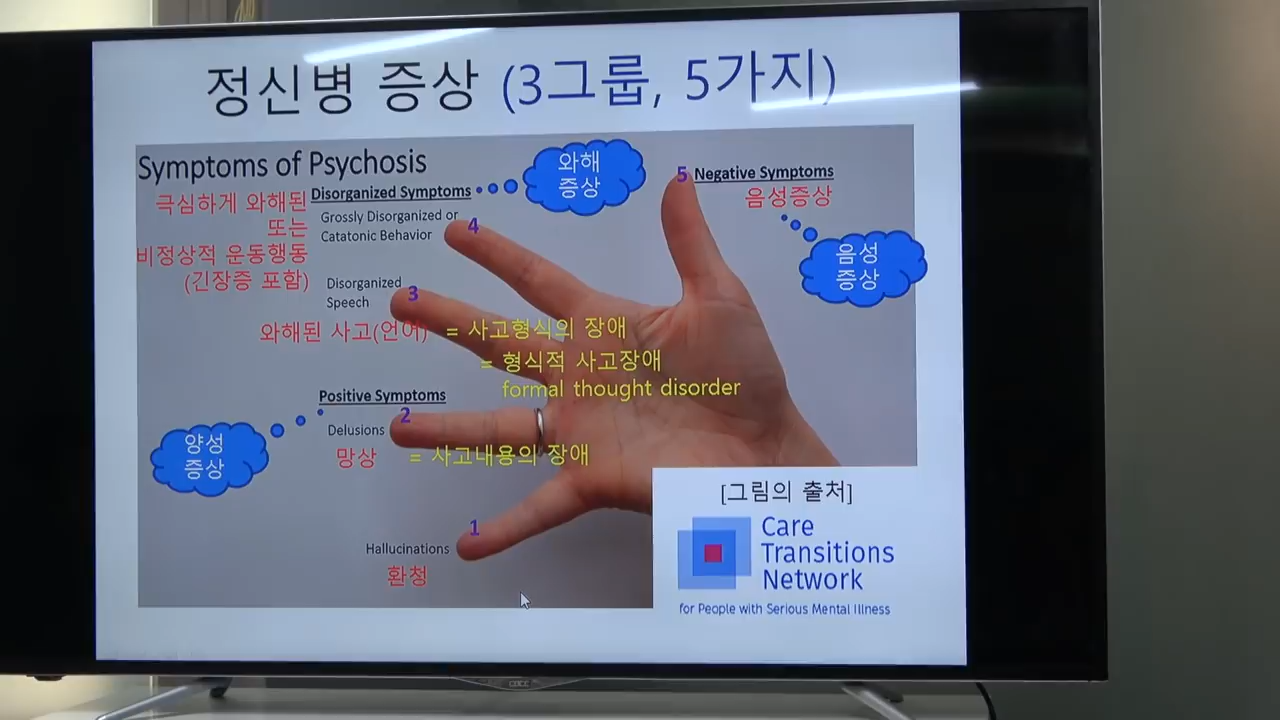 정신병 증상 (3그룹, 5가지)
Symptoms of Psychosis
와해
증상
Disorganized Symptoms
극심하게 와해된
또는
비정상적 운동행동
(긴장증 포함)
Grossly Disorganized or
Catatonic Behavior
4
5
Negative Symptoms
음성증상
음성
증상
Disorganized
Speech
3
와해된 사고(언어)
= 사고형식의 장애
= 형식적 사고장애
formal thought disorder
Positive Symptoms
양성
증상
2
Delusions
망상
= 사고내용의 장애
1
Hallucinations
환청
[그림의 출처]
Care
Transitions
Network
for People with Serious Mental Illness